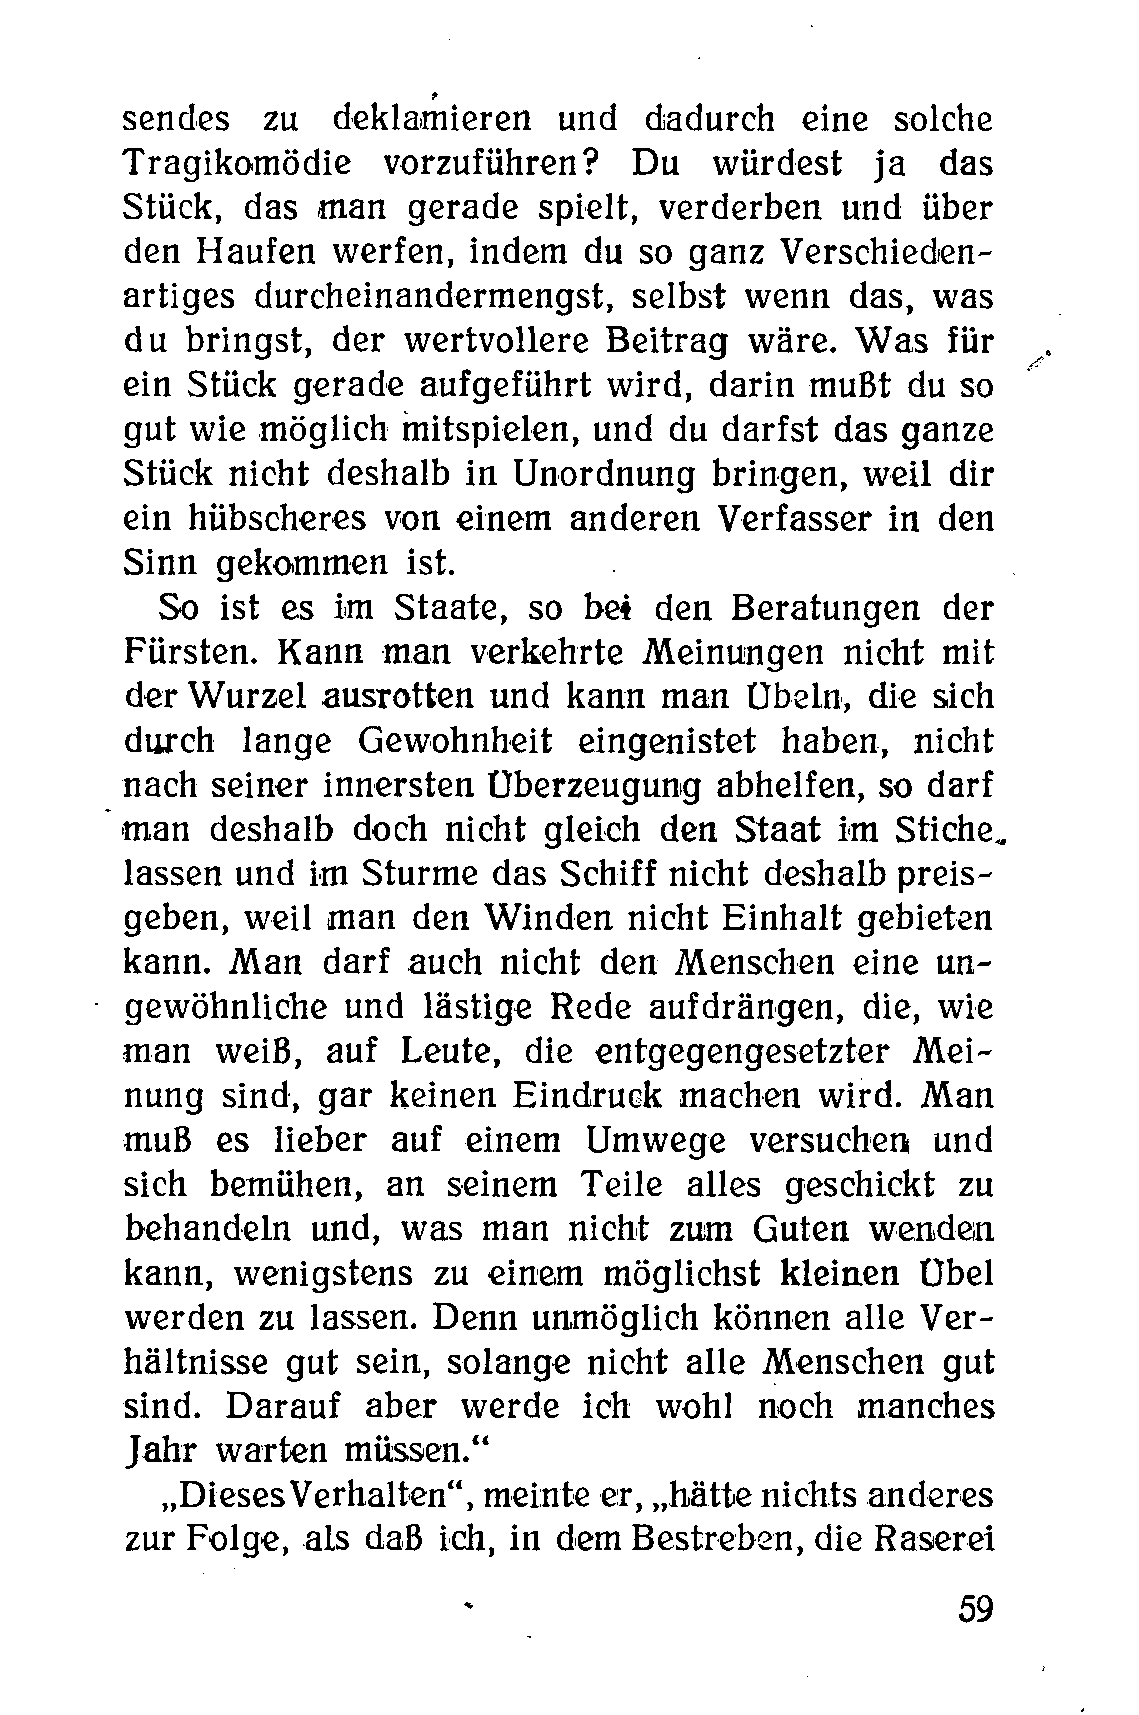 sendes zu deklamieren und dadurch eine solche
Tragikomödie vorzuführen? Du würdest ja das
Stück, das man gerade spielt, verderben und über
den Haufen werfen, indem du so ganz Verschieden-
artiges durcheinandermengst, selbst wenn das, was
du bringst, der wertvollere Beitrag wäre. Was für
ein Stück gerade aufgeführt wird, darin mußt du so
gut wie möglich mitspielen, und du darfst das ganze
Stück nicht deshalb in Unordnung bringen, weil dir
ein hübscheres von einem anderen Verfasser in den
Sinn gekommen ist.
So ist es im Staate, so bei den Beratungen der
Fürsten. Kann man verkehrte Meinungen nicht mit
der Wurzel ausrotten und kann man Übeln, die sich
durch lange Gewohnheit eingenistet haben, nicht
nach seiner innersten Überzeugung abhelfen, so darf
man deshalb doch nicht gleich den Staat im Stiche
lassen und im Sturme das Schiff nicht deshalb preis-
geben, weil man den Winden nicht Einhalt gebieten
kann. Man darf auch nicht den Menschen eine un-
gewöhnliche und lästige Rede aufdrängen, die, wie
man weiß, auf Leute, die entgegengesetzter Mei-
nung sind, gar keinen Eindruck machen wird. Man
muß es lieber auf einem Umwege versuchen und
sich bemühen, an seinem Teile alles geschickt zu
behandeln und, was man nicht zum Guten wenden
kann, wenigstens zu einem möglichst kleinen Übel
werden zu lassen. Denn unmöglich können alle Ver-
hältnisse gut sein, solange nicht alle Menschen gut
sind. Darauf aber werde ich wohl noch manches
Jahr warten müssen.“
„Dieses Verhalten“, meinte er, „hätte nichts anderes
zur Folge, als daß ich, in dem Bestreben, die Raserei
59